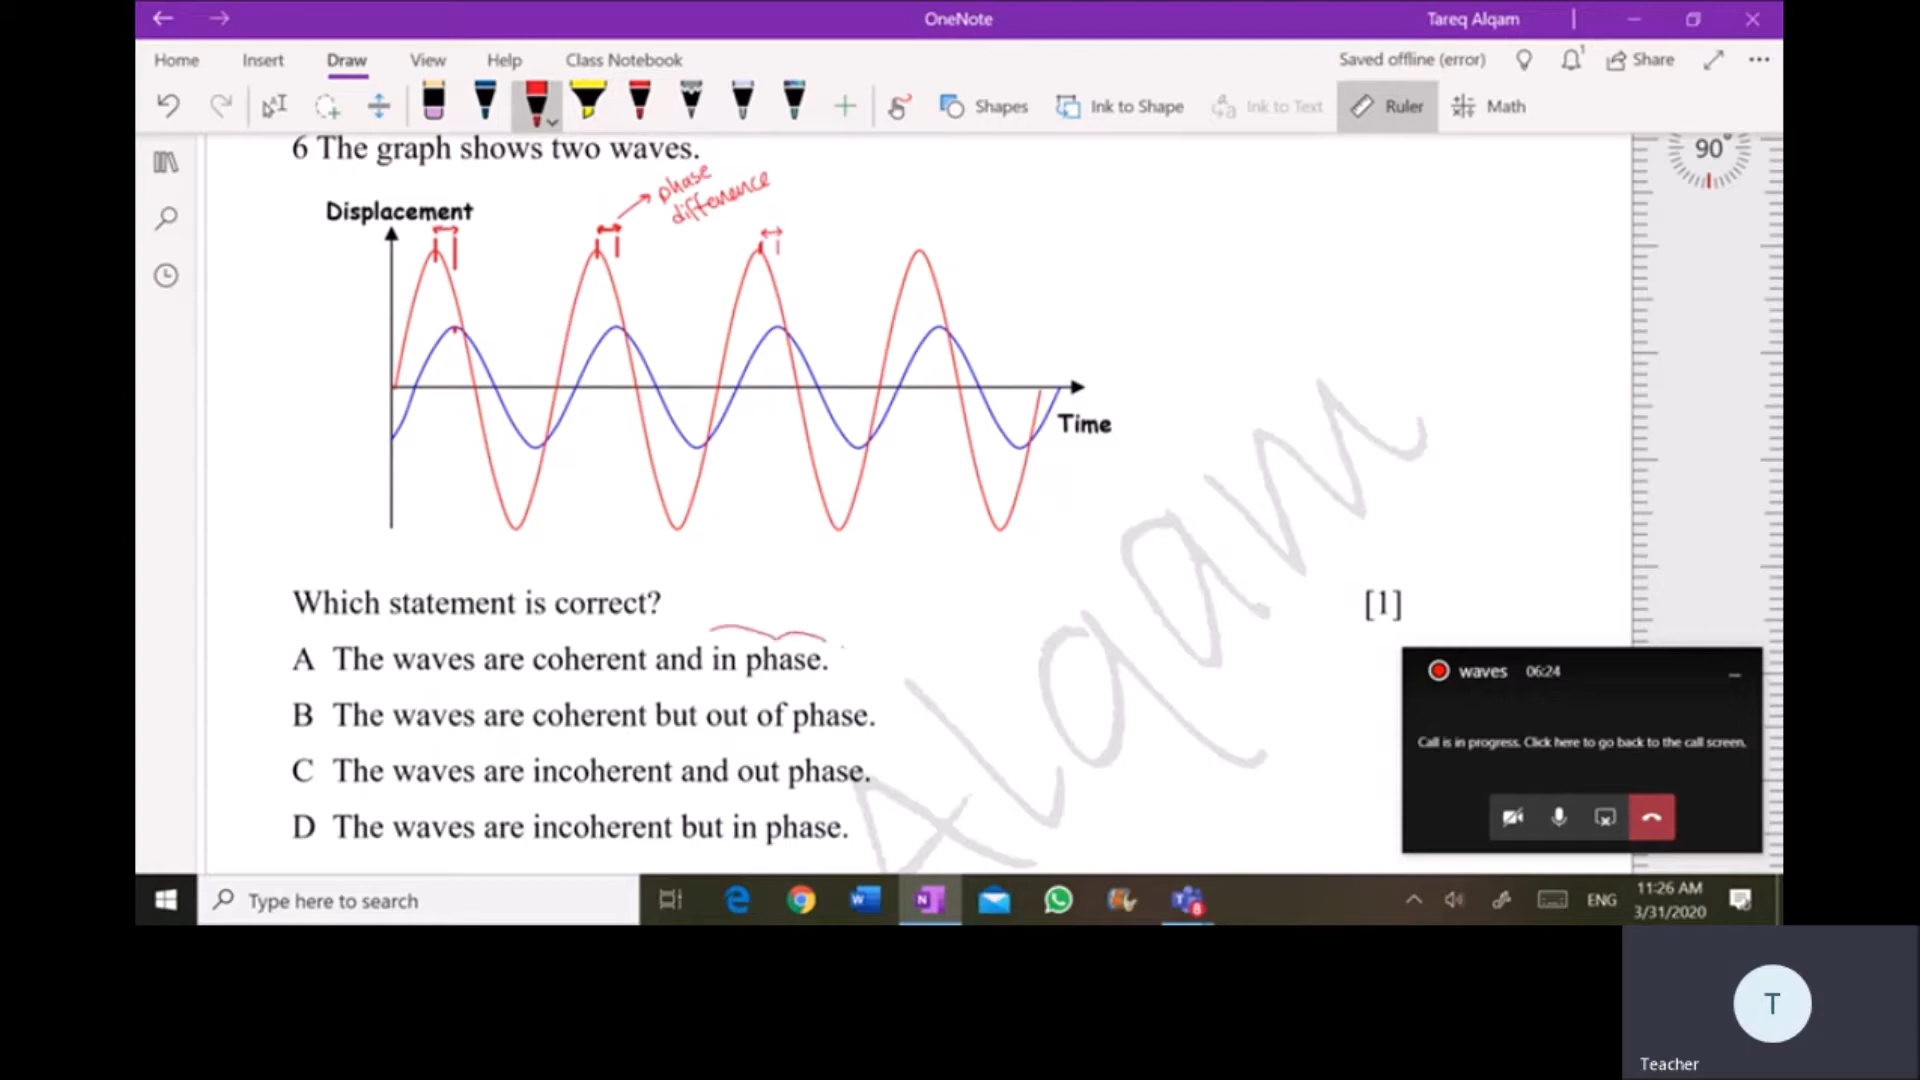 OneNote
Tareq Alqam
Home Insert Draw View Help Class Notebook
Saved offline (error)
1
Share
Shapes
Ink to Shape
Ink to Text
Ruler
Math
90°
6 The graph shows two waves.
phase
difference
Displacement
Time
Which statement is correct?
[1]
A The waves are coherent and in phase.
B The waves are coherent but out of phase.
C The waves are incoherent and out phase.
D The waves are incoherent but in phase.
Alqam
waves 06:24
Call is in progress. Click here to go back to the call screen.
Type here to search
W
N
T
8
ENG
11:26 AM
3/31/2020
T
Teacher